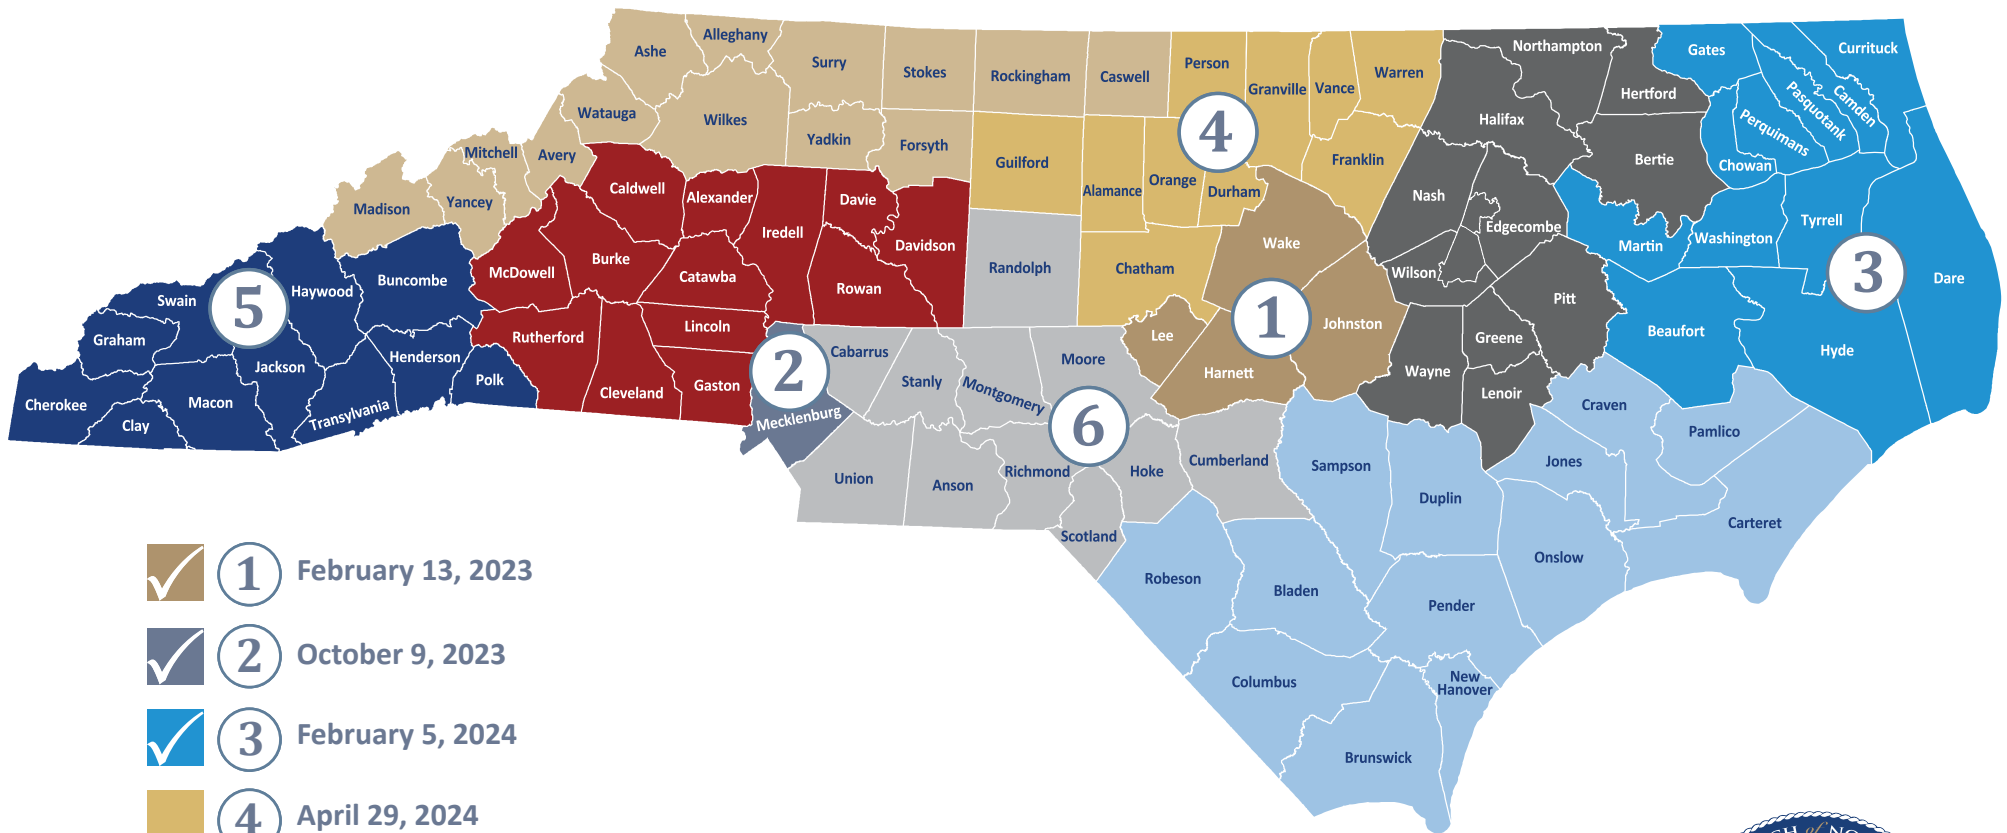 Ashe
Alleghany
Surry
Stokes
Rockingham
Caswell
Person
Granville
Vance
Warren
Northampton
Gates
Currituck
Hertford
Camden
Pasquotank
Perquimans
Chowan
Halifax
Bertie
Watauga
Wilkes
Yadkin
Forsyth
Guilford
Alamance
Orange
Durham
Franklin
4
Nash
Edgecombe
Martin
Washington
Tyrrell
Dare
3
Mitchell
Avery
Madison
Yancey
Caldwell
Alexander
Davie
Iredell
Davidson
Randolph
Chatham
Wake
Wilson
Pitt
Beaufort
Hyde
Swain
5
Haywood
Buncombe
McDowell
Burke
Catawba
Rowan
Lee
1
Johnston
Harnett
Wayne
Greene
Lenoir
Graham
Jackson
Henderson
Polk
Rutherford
Lincoln
Cleveland
Gaston
2
Mecklenburg
Cabarrus
Stanly
Montgomery
Moore
6
Cherokee
Clay
Macon
Transylvania
Union
Anson
Richmond
Scotland
Hoke
Cumberland
Sampson
Duplin
Jones
Craven
Pamlico
Carteret
Onslow
Robeson
Bladen
Pender
Columbus
Brunswick
New
Hanover
1 February 13, 2023
2 October 9, 2023
3 February 5, 2024
4 April 29, 2024